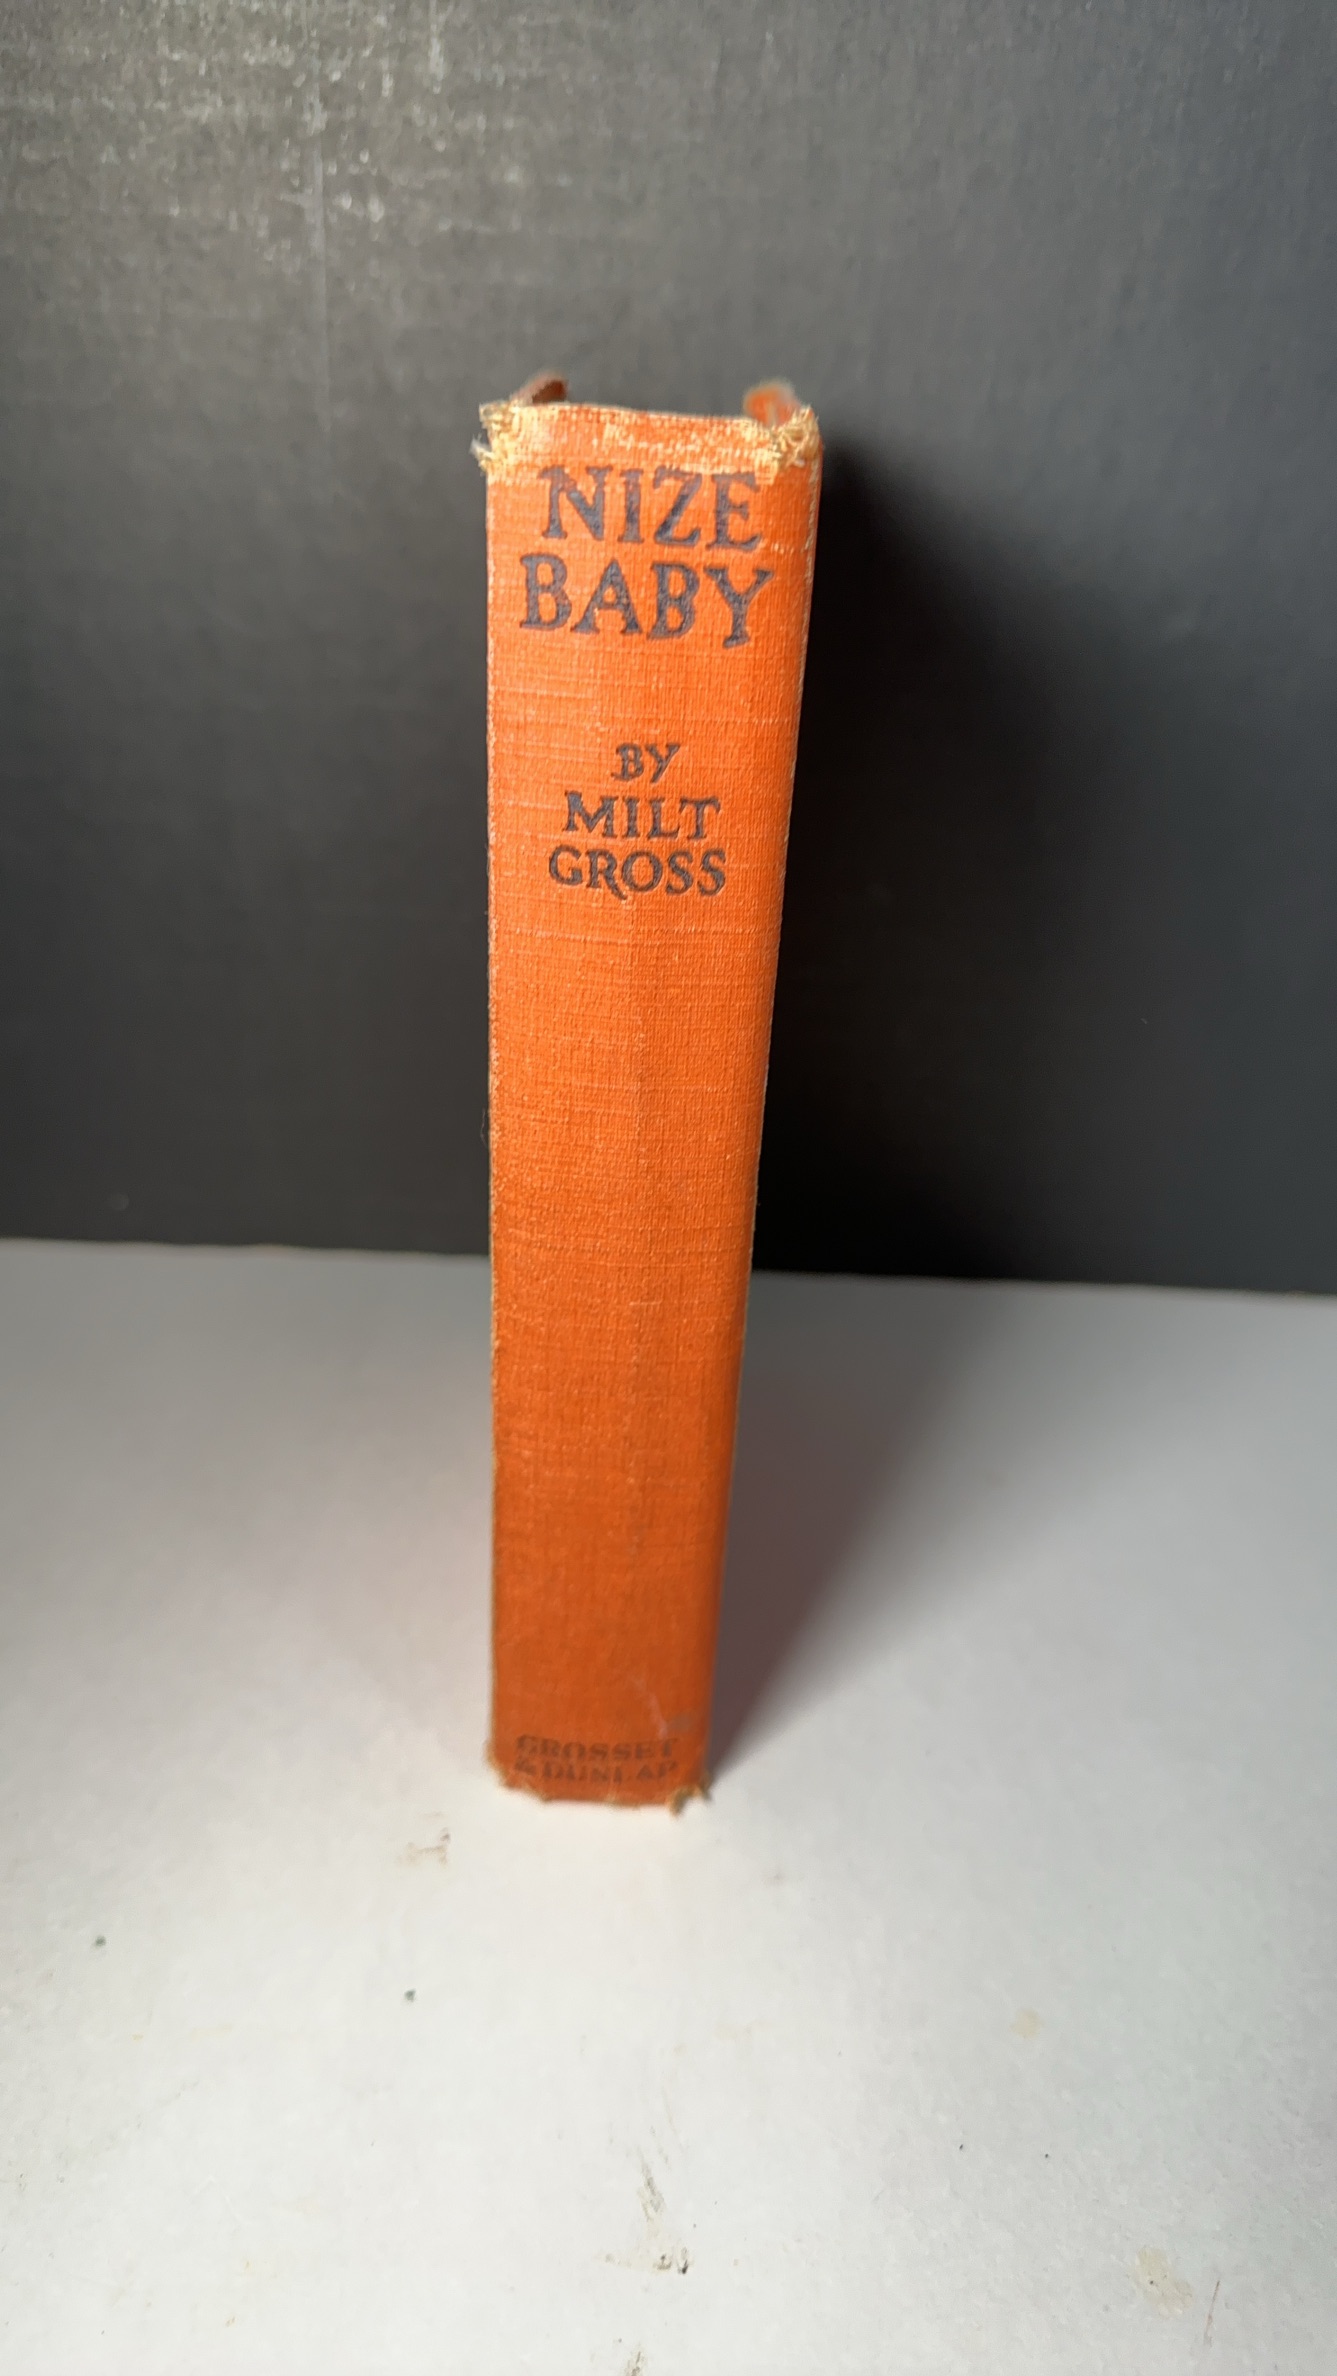 NIZE
BABY
BY
MILT
GROSS
GROSSET
& DUNLAP